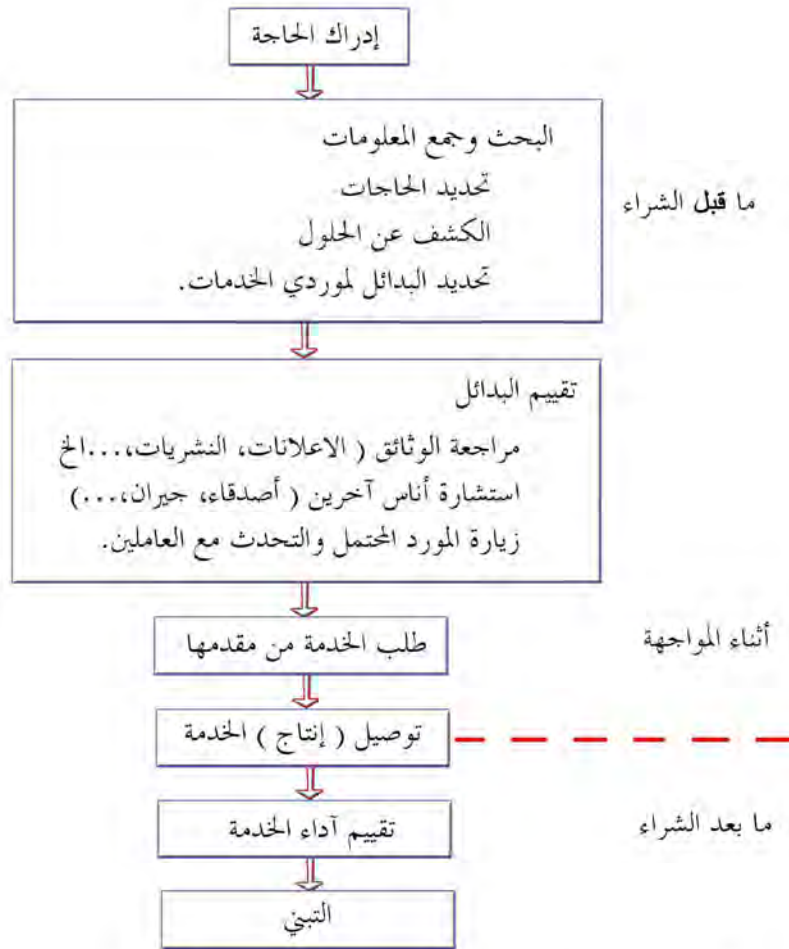 إدراك الحاجة
البحث وجمع المعلومات
تحديد الحاجات
الكشف عن الحلول
تحديد البدائل لموردي الخدمات.
ما قبل الشراء
تقييم البدائل
مراجعة الوثائق ( الاعلانات، النشريات،...الخ
استشارة أناس آخرين ( أصدقاء، جيران،...)
زيارة المورد المحتمل والتحدث مع العاملين.
طلب الخدمة من مقدمها
أثناء المواجهة
توصيل ( إنتاج ) الخدمة
تقييم آداء الخدمة
ما بعد الشراء
التبني